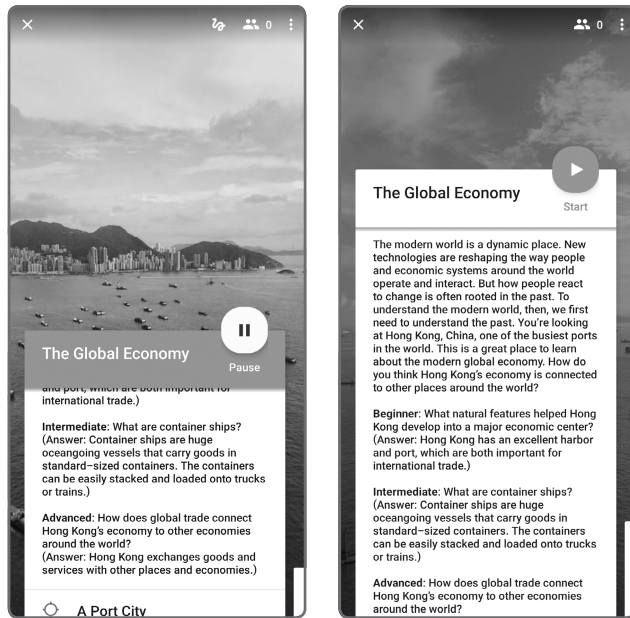 0
The Global Economy
Pause
and port, which are both important for
international trade.)
Intermediate: What are container ships?
(Answer: Container ships are huge
oceangoing vessels that carry goods in
standard–sized containers. The containers
can be easily stacked and loaded onto trucks
or trains.)
Advanced: How does global trade connect
Hong Kong's economy to other economies
around the world?
(Answer: Hong Kong exchanges goods and
services with other places and economies.)
A Port City
0
The Global Economy
Start
The modern world is a dynamic place. New
technologies are reshaping the way people
and economic systems around the world
operate and interact. But how people react
to change is often rooted in the past. To
understand the modern world, then, we first
need to understand the past. You're looking
at Hong Kong, China, one of the busiest ports
in the world. This is a great place to learn
about the modern global economy. How do
you think Hong Kong's economy is connected
to other places around the world?
Beginner: What natural features helped Hong
Kong develop into a major economic center?
(Answer: Hong Kong has an excellent harbor
and port, which are both important for
international trade.)
Intermediate: What are container ships?
(Answer: Container ships are huge
oceangoing vessels that carry goods in
standard–sized containers. The containers
can be easily stacked and loaded onto trucks
or trains.)
Advanced: How does global trade connect
Hong Kong's economy to other economies
around the world?